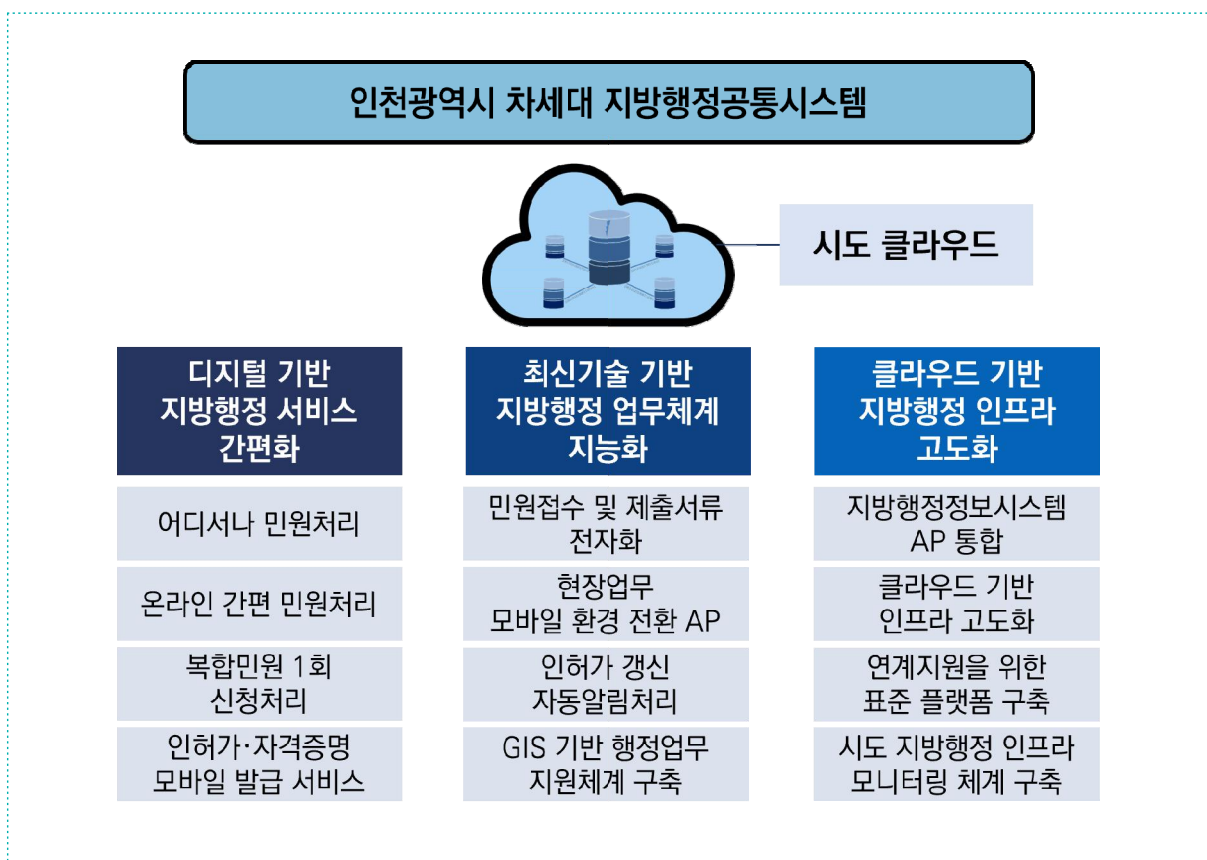 인천광역시 차세대 지방행정공통시스템
시도 클라우드
디지털 기반
지방행정 서비스
간편화
어디서나 민원처리
온라인 간편 민원처리
복합민원 1회
신청처리
인허가·자격증명
모바일 발급 서비스
최신기술 기반
지방행정 업무체계
지능화
민원접수 및 제출서류
전자화
현장업무
모바일 환경 전환 AP
인허가 갱신
자동알림처리
GIS 기반 행정업무
지원체계 구축
클라우드 기반
지방행정 인프라
고도화
지방행정정보시스템
AP 통합
클라우드 기반
인프라 고도화
연계지원을 위한
표준 플랫폼 구축
시도 지방행정 인프라
모니터링 체계 구축